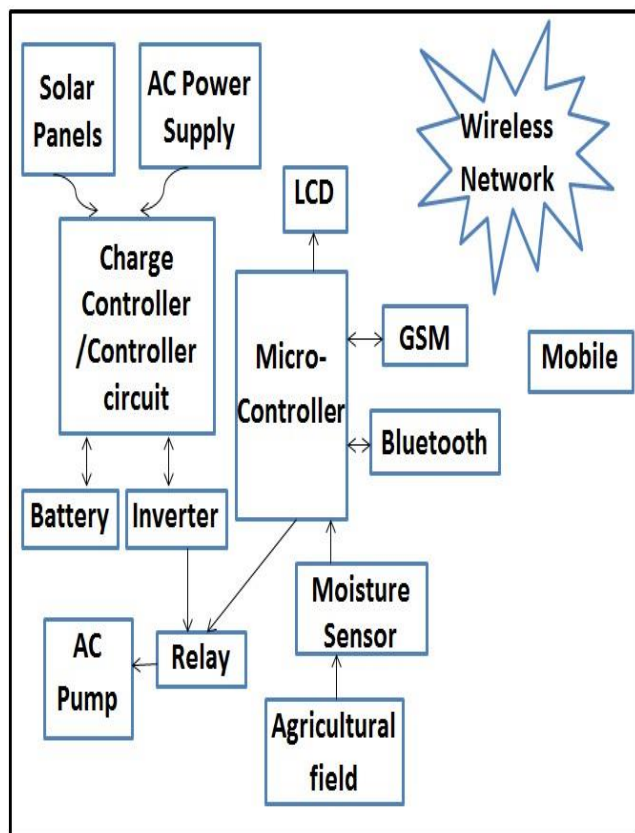 Solar
Panels
AC Power
Supply
Wireless
Network
LCD
Charge
Controller
/Controller
circuit
Micro-
Controller
GSM
Mobile
Bluetooth
Battery
Inverter
Moisture
Sensor
AC
Pump
Relay
Agricultural
field